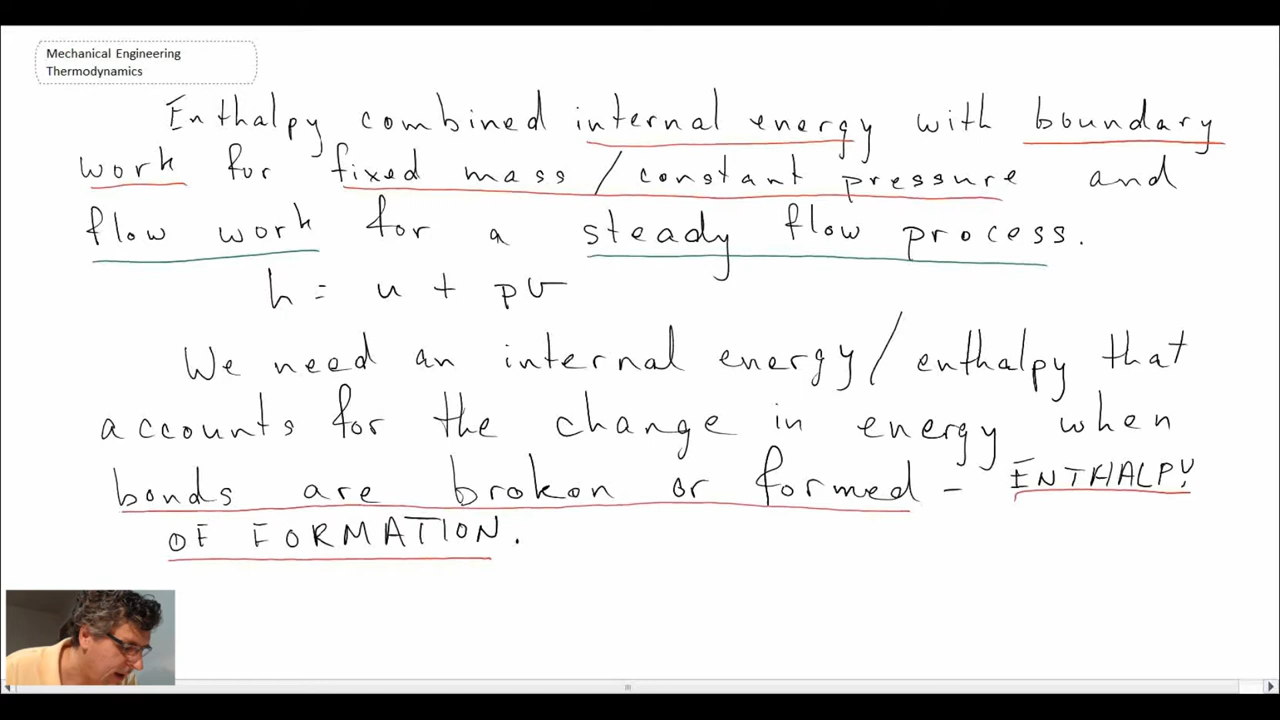 Mechanical Engineering
Thermodynamics
Enthalpy combined internal energy with boundary
work for fixed mass / constant pressure and
flow work for a steady flow process.
h = u + pv
We need an internal energy / enthalpy that
accounts for the change in energy when
bonds are broken or formed - ENTHALPY
OF FORMATION.